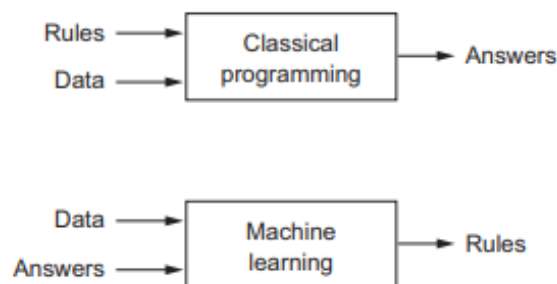 Rules
Data
Classical
programming
Answers
Data
Answers
Machine
learning
Rules